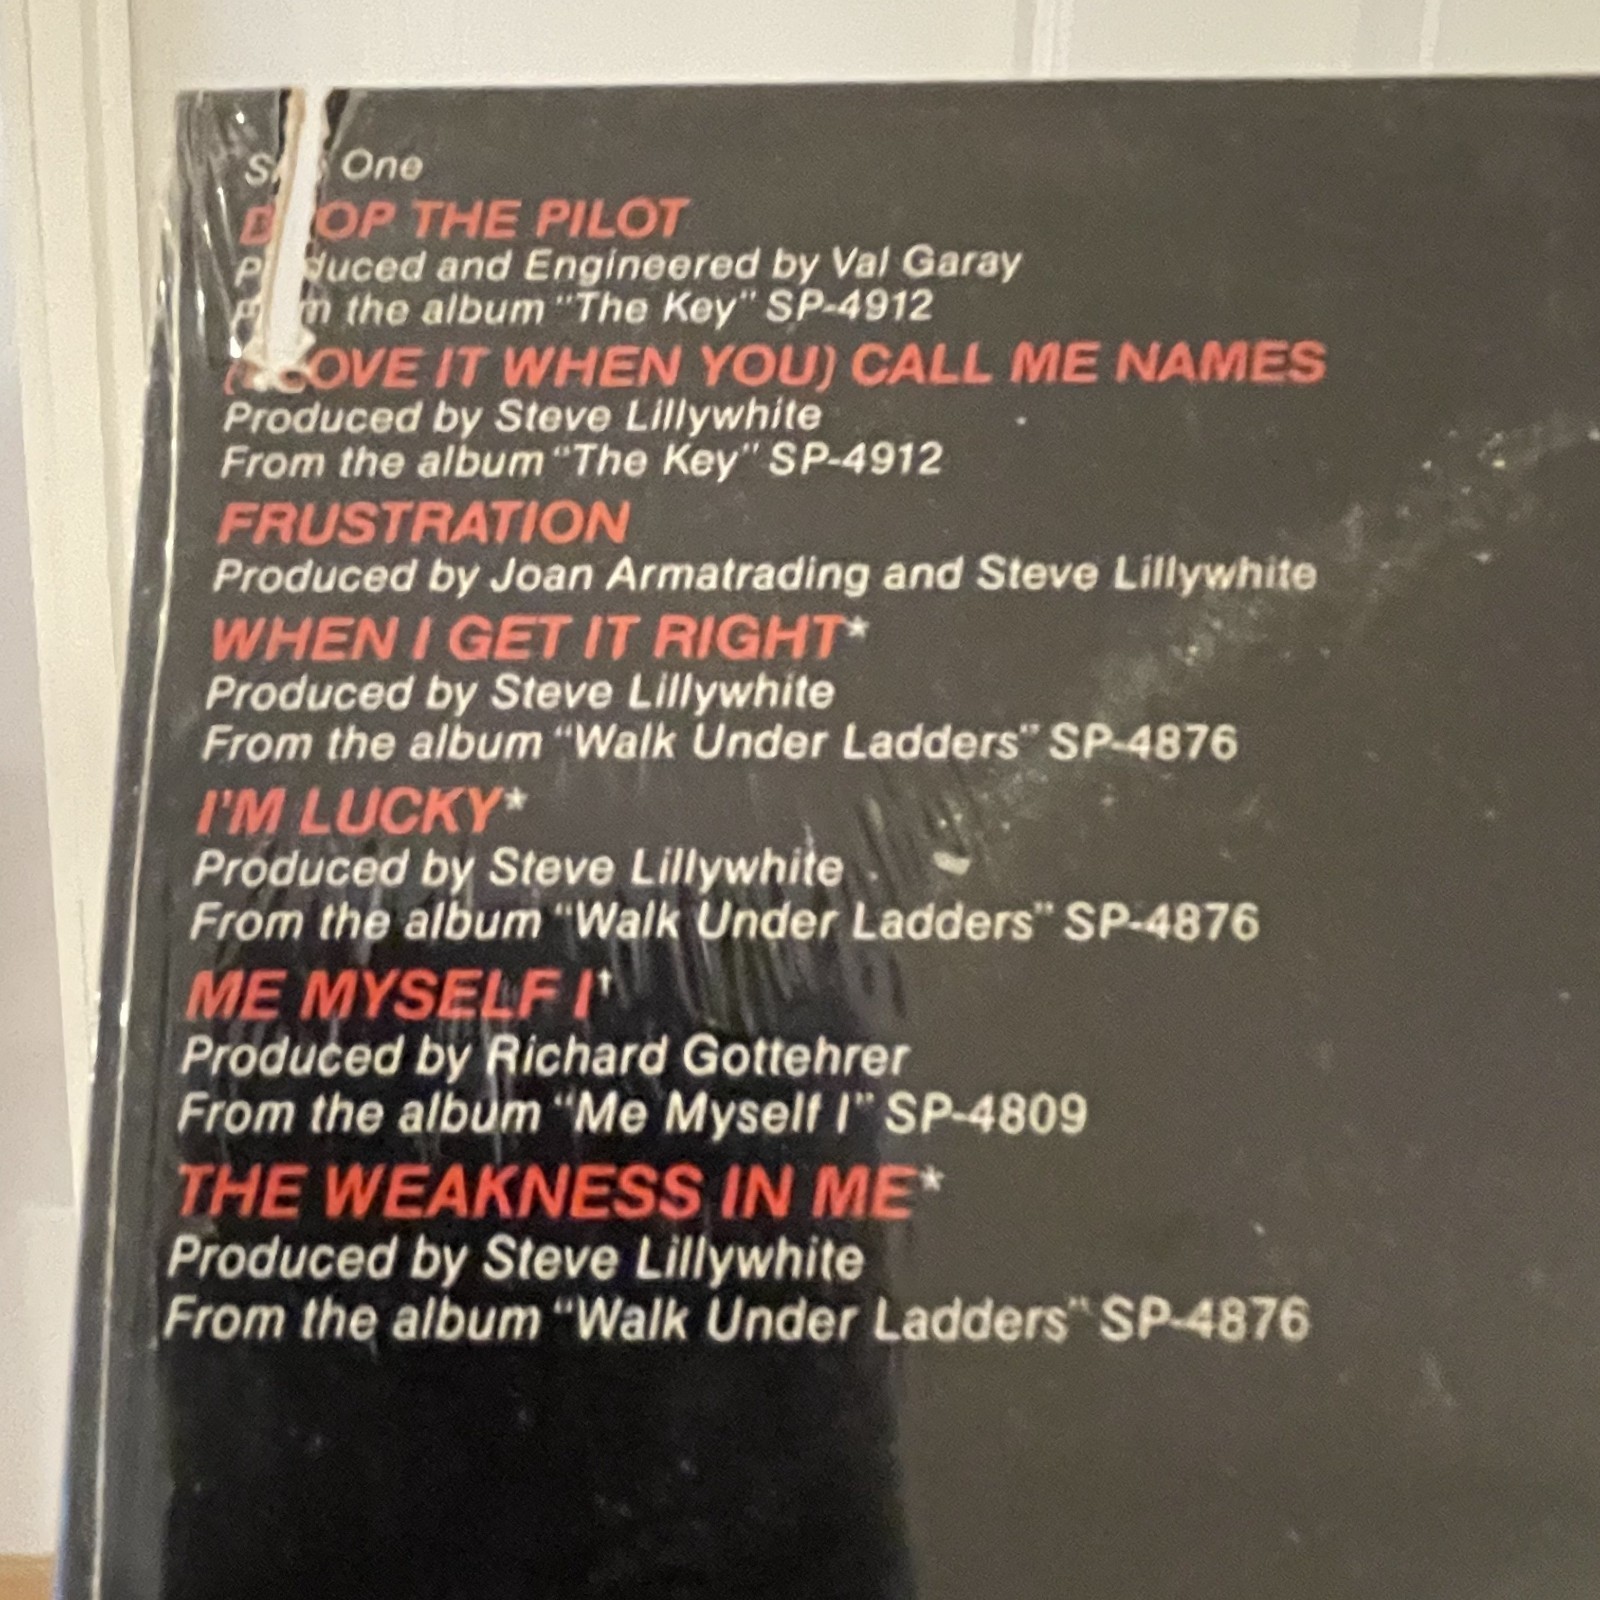 One
THE PILOT
and Engineered by Val Garay
the album "The Key" SP-4912
IT WHEN YOU) CALL ME NAMES
Produced by Steve Lillywhite
From the album "The Key" SP-4912
FRUSTRATION
Produced by Joan Armatrading and Steve Lillywhite
WHEN I GET IT RIGHT*
Produced by Steve Lillywhite
From the album "Walk Under Ladders" SP-4876
I'M LUCKY*
Produced by Steve Lillywhite
From the album "Walk Under Ladders" SP-4876
ME MYSELF I†
Produced by Richard Gottehrer
From the album "Me Myself I" SP-4809
THE WEAKNESS IN ME*
Produced by Steve Lillywhite
From the album "Walk Under Ladders" SP-4876